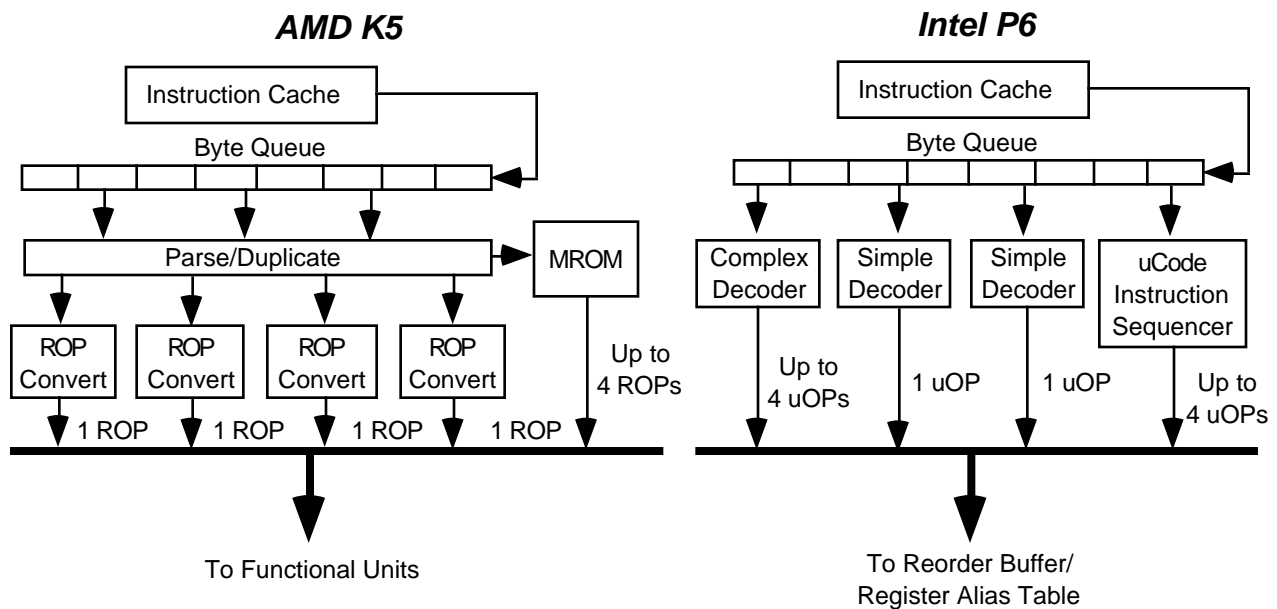 AMD K5
Instruction Cache
Byte Queue
Parse/Duplicate
MROM
ROP
Convert
ROP
Convert
ROP
Convert
ROP
Convert
Up to
4 ROPs
1 ROP
1 ROP
1 ROP
1 ROP
To Functional Units
Intel P6
Instruction Cache
Byte Queue
Complex
Decoder
Simple
Decoder
Simple
Decoder
uCode
Instruction
Sequencer
Up to
4 uOPs
1 uOP
1 uOP
Up to
4 uOPs
To Reorder Buffer/
Register Alias Table